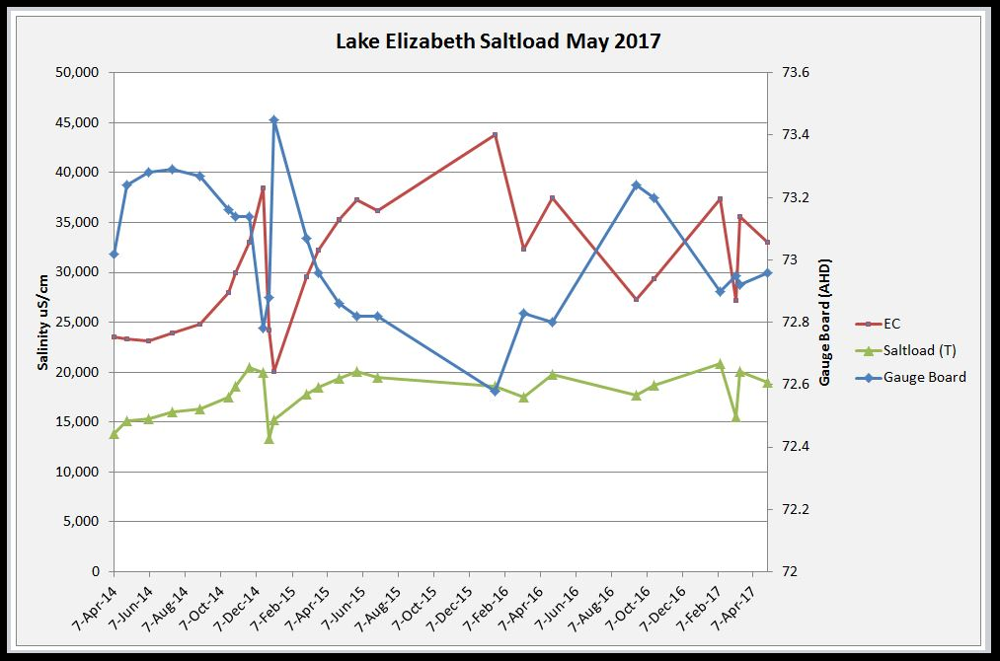 Lake Elizabeth Saltload May 2017
50,000
45,000
40,000
35,000
30,000
25,000
20,000
15,000
10,000
5,000
0
Salinity uS/cm
73.6
73.4
73.2
73
72.8
72.6
72.4
72.2
72
Gauge Board (AHD)
EC
Saltload (T)
Gauge Board
7-Apr-14
7-Jun-14
7-Aug-14
7-Oct-14
7-Dec-14
7-Feb-15
7-Apr-15
7-Jun-15
7-Aug-15
7-Oct-15
7-Dec-15
7-Feb-16
7-Apr-16
7-Jun-16
7-Aug-16
7-Oct-16
7-Dec-16
7-Feb-17
7-Apr-17